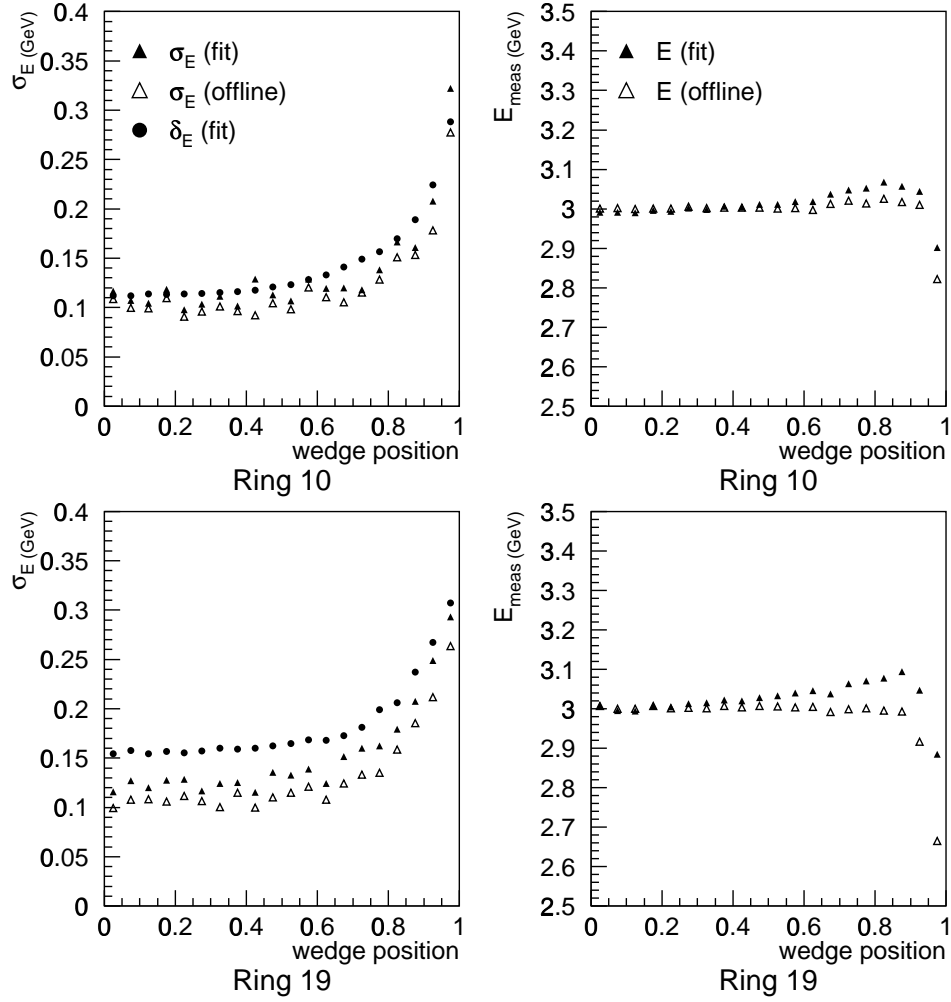 σE (GeV)
0.4
0.35
0.3
0.25
0.2
0.15
0.1
0.05
0
σE (fit)
σE (offline)
δE (fit)
0 0.2 0.4 0.6 0.8 1
wedge position
Ring 10
Emeas (GeV)
3.5
3.4
3.3
3.2
3.1
3
2.9
2.8
2.7
2.6
2.5
E (fit)
E (offline)
0 0.2 0.4 0.6 0.8 1
wedge position
Ring 10
σE (GeV)
0.4
0.35
0.3
0.25
0.2
0.15
0.1
0.05
0
0 0.2 0.4 0.6 0.8 1
wedge position
Ring 19
Emeas (GeV)
3.5
3.4
3.3
3.2
3.1
3
2.9
2.8
2.7
2.6
2.5
0 0.2 0.4 0.6 0.8 1
wedge position
Ring 19